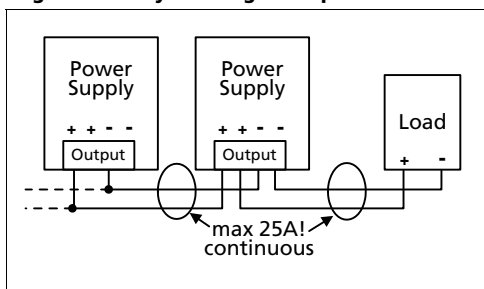 Power
Supply
+ + - -
Output
Power
Supply
+ + - -
Output
Load
+ -
max 25A!
continuous